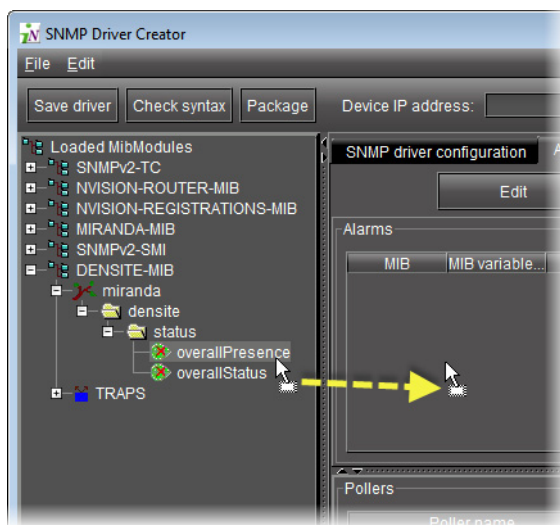 SNMP Driver Creator
File Edit
Save driver Check syntax Package Device IP address:
Loaded MibModules
SNMPv2-TC
NVISION-ROUTER-MIB
NVISION-REGISTRATIONS-MIB
MIRANDA-MIB
SNMPv2-SMI
DENSITE-MIB
miranda
densite
status
overallPresence
overallStatus
TRAPS
SNMP driver configuration A
Edit
Alarms
MIB MIB variable...
Pollers
Poller name